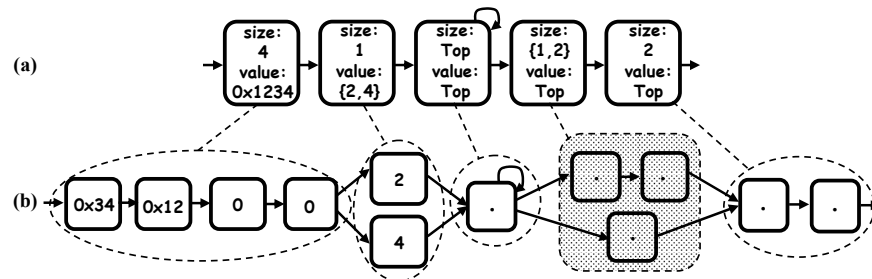 (a)
size:
4
value:
0x1234
size:
1
value:
{2,4}
size:
Top
value:
Top
size:
{1,2}
value:
Top
size:
2
value:
Top
(b)
0x34
0x12
0
0
2
4
.
.
.
.
.
.